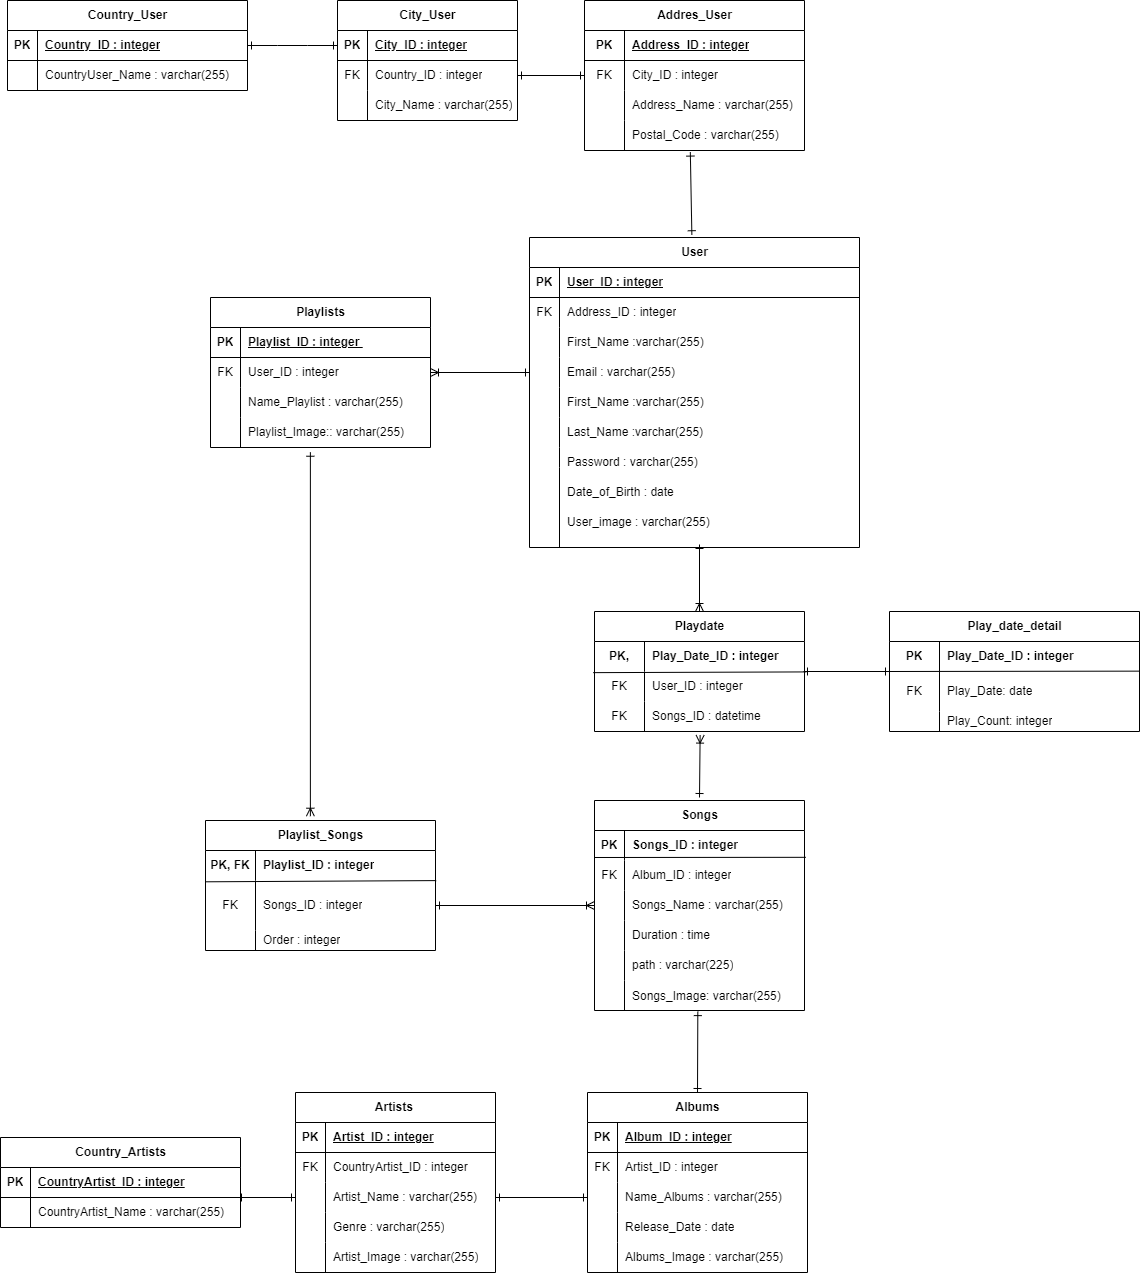 Country_User
PK Country_ID : integer
CountryUser_Name : varchar(255)
City_User
PK City_ID : integer
FK Country_ID : integer
City_Name : varchar(255)
Addres_User
PK Address_ID : integer
FK City_ID : integer
Address_Name : varchar(255)
Postal_Code : varchar(255)
User
PK User_ID : integer
FK Address_ID : integer
First_Name :varchar(255)
Email : varchar(255)
First_Name :varchar(255)
Last_Name :varchar(255)
Password : varchar(255)
Date_of_Birth : date
User_image : varchar(255)
Playlists
PK Playlist_ID : integer
FK User_ID : integer
Name_Playlist : varchar(255)
Playlist_Image:: varchar(255)
Playdate
PK, Play_Date_ID : integer
FK User_ID : integer
FK Songs_ID : datetime
Play_date_detail
PK Play_Date_ID : integer
FK Play_Date: date
Play_Count: integer
Playlist_Songs
PK, FK Playlist_ID : integer
FK Songs_ID : integer
Order : integer
Songs
PK Songs_ID : integer
FK Album_ID : integer
Songs_Name : varchar(255)
Duration : time
path : varchar(225)
Songs_Image: varchar(255)
Country_Artists
PK CountryArtist_ID : integer
CountryArtist_Name : varchar(255)
Artists
PK Artist_ID : integer
FK CountryArtist_ID : integer
Artist_Name : varchar(255)
Genre : varchar(255)
Artist_Image : varchar(255)
Albums
PK Album_ID : integer
FK Artist_ID : integer
Name_Albums : varchar(255)
Release_Date : date
Albums_Image : varchar(255)